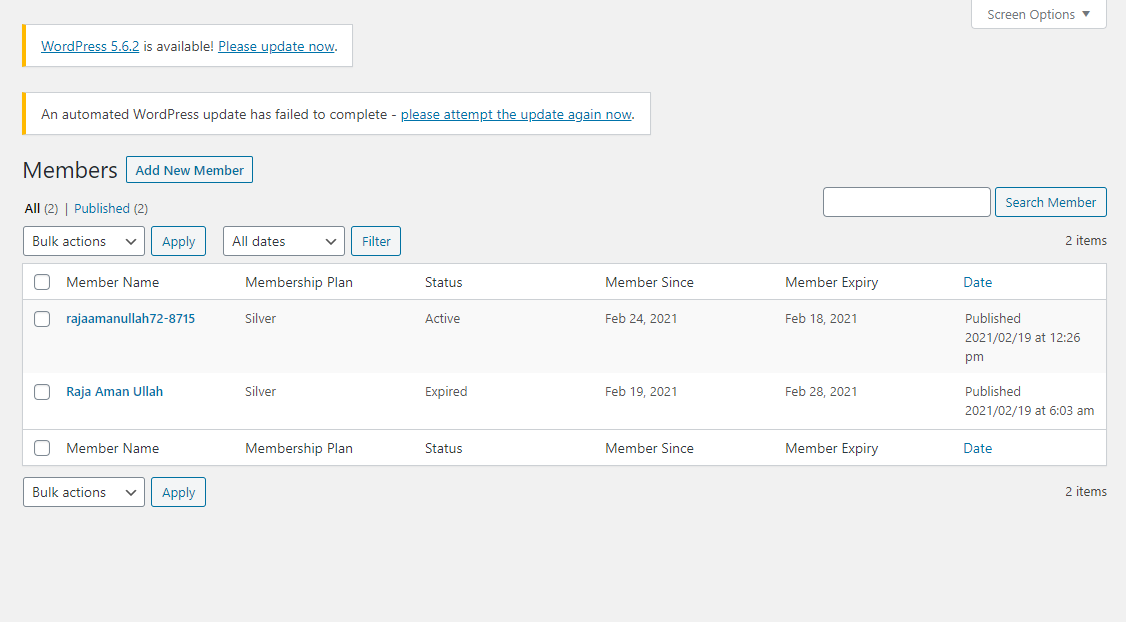 Screen Options
WordPress 5.6.2 is available! Please update now.
An automated WordPress update has failed to complete - please attempt the update again now.
Members Add New Member
All (2) | Published (2)
Search Member
Bulk actions Apply All dates Filter 2 items
Member Name Membership Plan Status Member Since Member Expiry Date
rajaamanullah72-8715 Silver Active Feb 24, 2021 Feb 18, 2021 Published
2021/02/19 at 12:26
pm
Raja Aman Ullah Silver Expired Feb 19, 2021 Feb 28, 2021 Published
2021/02/19 at 6:03 am
Member Name Membership Plan Status Member Since Member Expiry Date
Bulk actions Apply 2 items